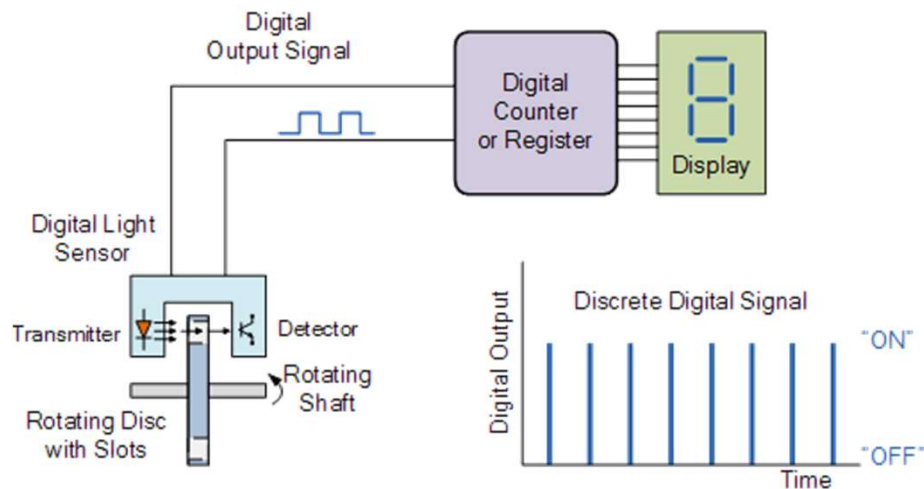 Digital
Output Signal
Digital
Counter
or Register
Display
Digital Light
Sensor
Transmitter
Detector
Rotating
Shaft
Rotating Disc
with Slots
Discrete Digital Signal
Digital Output
"ON"
"OFF"
Time